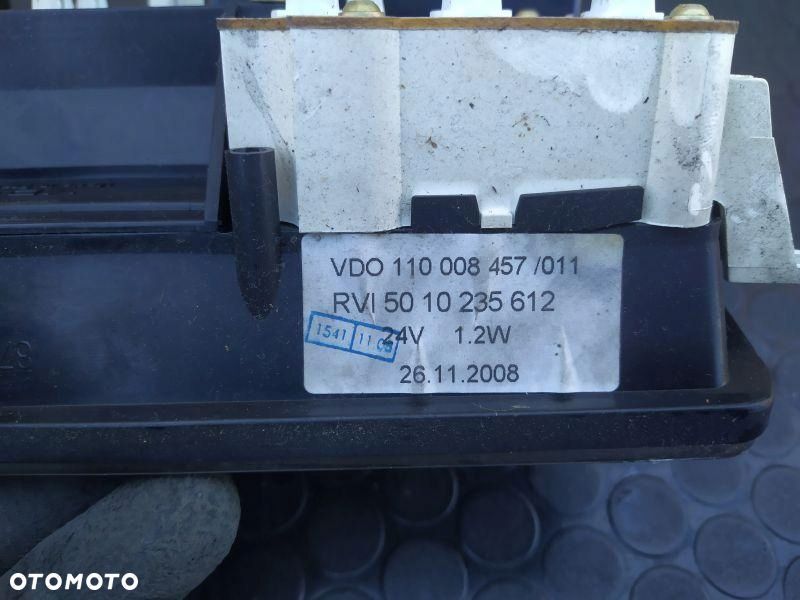 VDO 110 008 457 /011
RVI 50 10 235 612
1541 11 08
24V 1.2W
26.11.2008
OTOMOTO